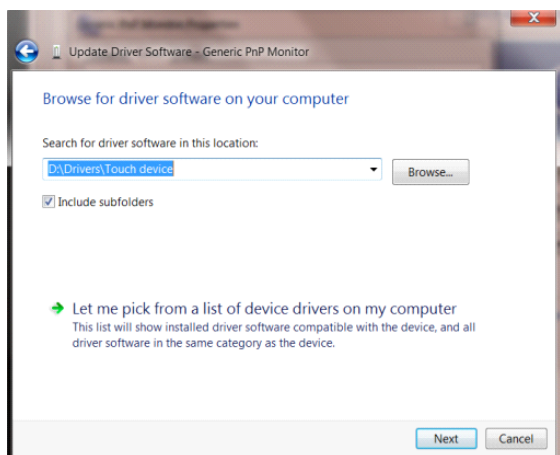 Update Driver Software - Generic PnP Monitor
Browse for driver software on your computer
Search for driver software in this location:
D:\Drivers\Touch device
Browse...
Include subfolders
Let me pick from a list of device drivers on my computer
This list will show installed driver software compatible with the device, and all
driver software in the same category as the device.
Next
Cancel